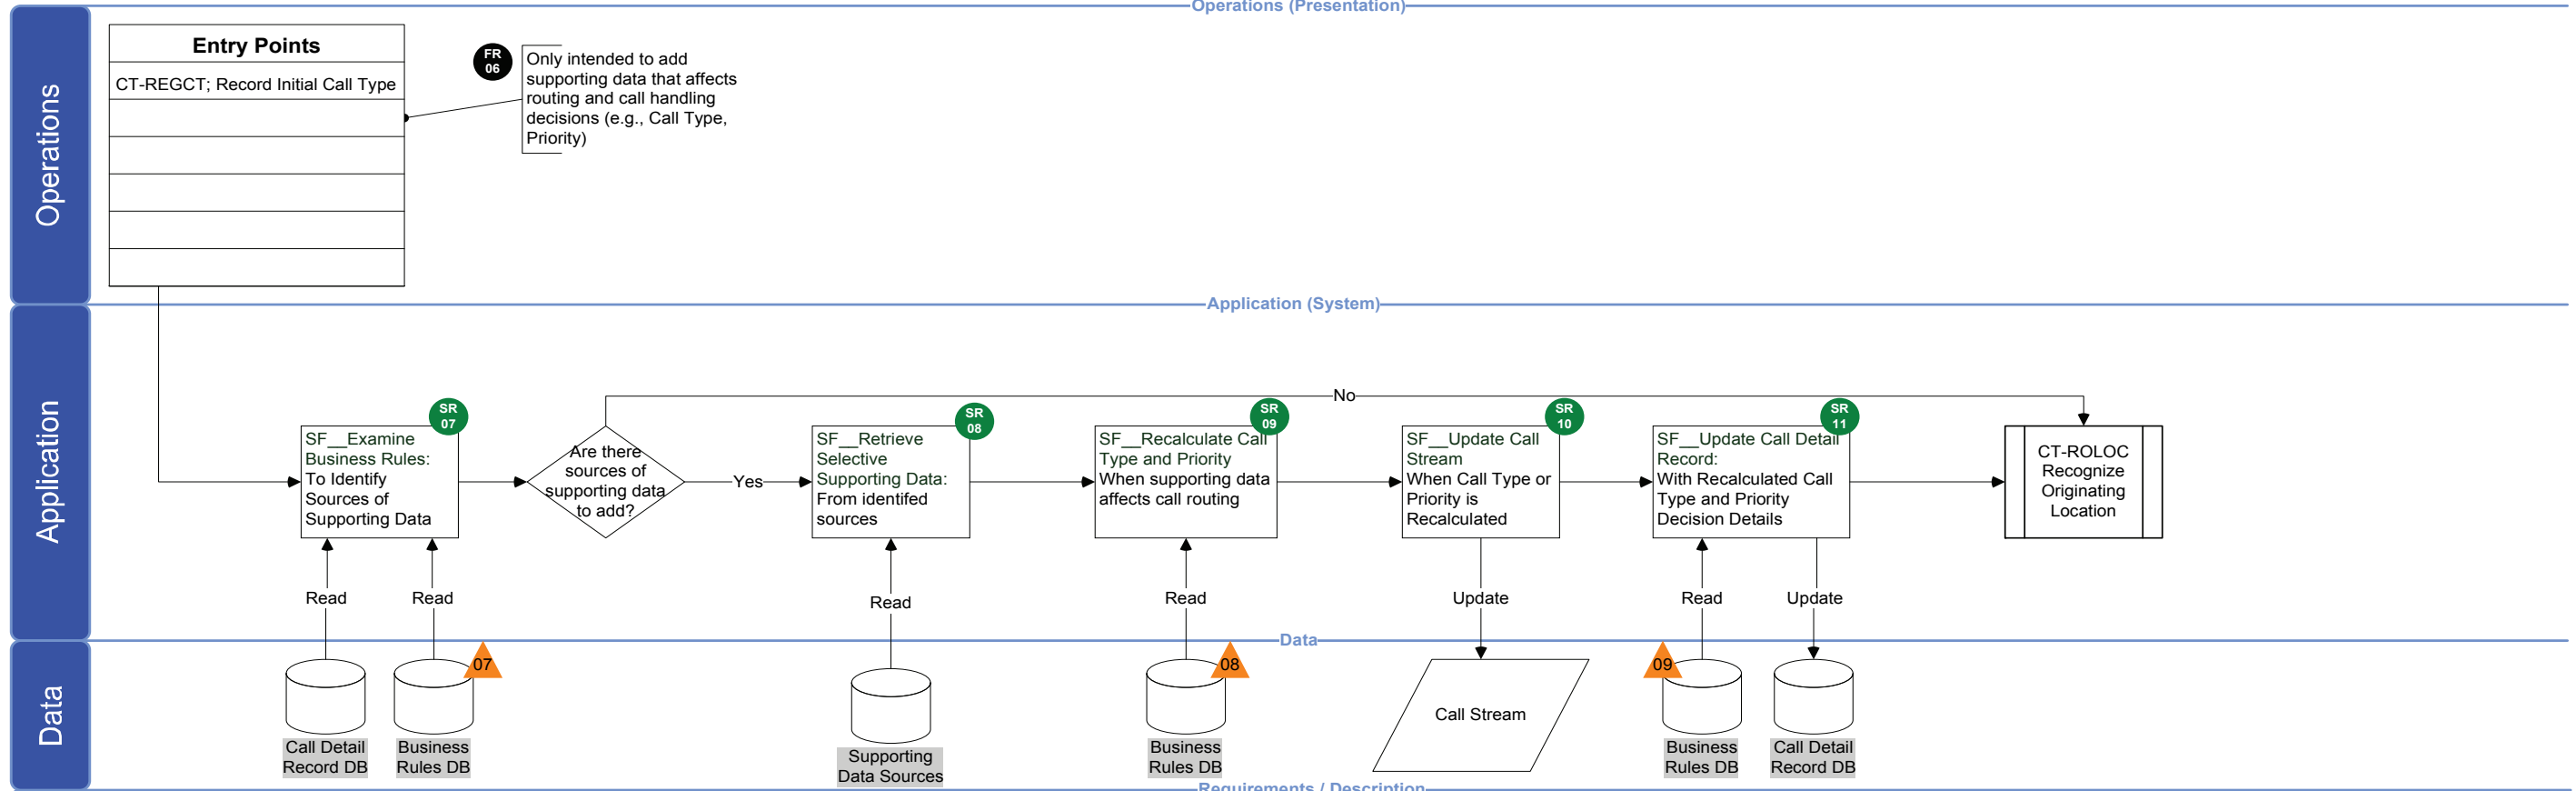 Operations (Presentation)
Operations
Entry Points
CT-REGCT; Record Initial Call Type
FR
06
Only intended to add
supporting data that affects
routing and call handling
decisions (e.g., Call Type,
Priority)
Application (System)
Application
No
SR
07
SF__Examine
Business Rules:
To Identify
Sources of
Supporting Data
Are there
sources of
supporting data
to add?
Yes
SR
08
SF__Retrieve
Selective
Supporting Data:
From identifed
sources
SR
09
SF__Recalculate Call
Type and Priority
When supporting data
affects call routing
SR
10
SF__Update Call
Stream
When Call Type or
Priority is
Recalculated
SR
11
SF__Update Call Detail
Record:
With Recalculated Call
Type and Priority
Decision Details
CT-ROLOC
Recognize
Originating
Location
Read
Read
Read
Read
Update
Read
Update
Data
Data
07
08
09
Call Detail
Record DB
Business
Rules DB
Supporting
Data Sources
Business
Rules DB
Call Stream
Business
Rules DB
Call Detail
Record DB
Requirements / Description